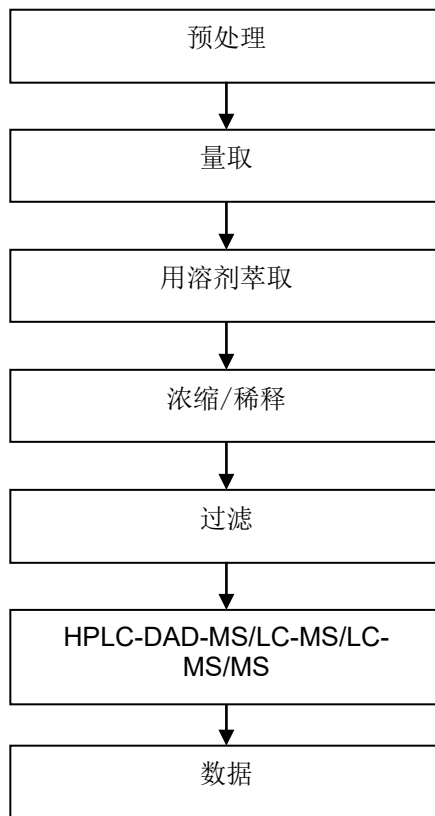 预处理
量取
用溶剂萃取
浓缩/稀释
过滤
HPLC-DAD-MS/LC-MS/LC-
MS/MS
数据